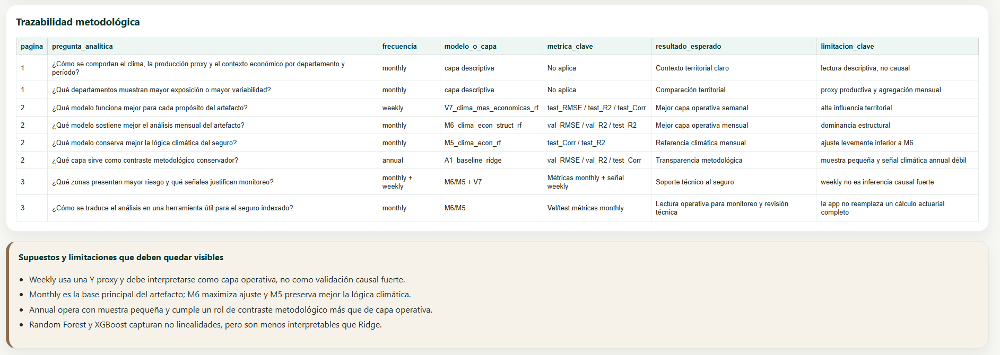 Trazabilidad metodológica
pagina pregunta_analitica frecuencia modelo_o_capa metrica_clave resultado_esperado limitacion_clave
1 ¿Cómo se comportan el clima, la producción proxy y el contexto económico por departamento y período? monthly capa descriptiva No aplica Contexto territorial claro lectura descriptiva, no causal
1 ¿Qué departamentos muestran mayor exposición o mayor variabilidad? monthly capa descriptiva No aplica Comparación territorial proxy productiva y agregación mensual
2 ¿Qué modelo funciona mejor para cada propósito del artefacto? weekly V7_clima_mas_economicas_rf test_RMSE / test_R2 / test_Corr Mejor capa operativa semanal alta influencia territorial
2 ¿Qué modelo sostiene mejor el análisis mensual del artefacto? monthly M6_clima_econ_struct_rf val_RMSE / val_R2 / test_R2 Mejor capa operativa mensual dominancia estructural
2 ¿Qué modelo conserva mejor la lógica climática del seguro? monthly M5_clima_econ_rf test_Corr / test_R2 Referencia climática mensual ajuste levemente inferior a M6
2 ¿Qué capa sirve como contraste metodológico conservador? annual A1_baseline_ridge val_RMSE / val_R2 / test_Corr Transparencia metodológica muestra pequeña y señal climática annual débil
3 ¿Qué zonas presentan mayor riesgo y qué señales justifican monitoreo? monthly + weekly M6/M5 + V7 Métricas monthly + señal weekly Soporte técnico al seguro weekly no es inferencia causal fuerte
3 ¿Cómo se traduce el análisis en una herramienta útil para el seguro indexado? monthly M6/M5 Val/test métricas monthly Lectura operativa para monitoreo y revisión técnica la app no reemplaza un cálculo actuarial completo
Supuestos y limitaciones que deben quedar visibles
• Weekly usa una Y proxy y debe interpretarse como capa operativa, no como validación causal fuerte.
• Monthly es la base principal del artefacto; M6 maximiza ajuste y M5 preserva mejor la lógica climática.
• Annual opera con muestra pequeña y cumple un rol de contraste metodológico más que de capa operativa.
• Random Forest y XGBoost capturan no linealidades, pero son menos interpretables que Ridge.